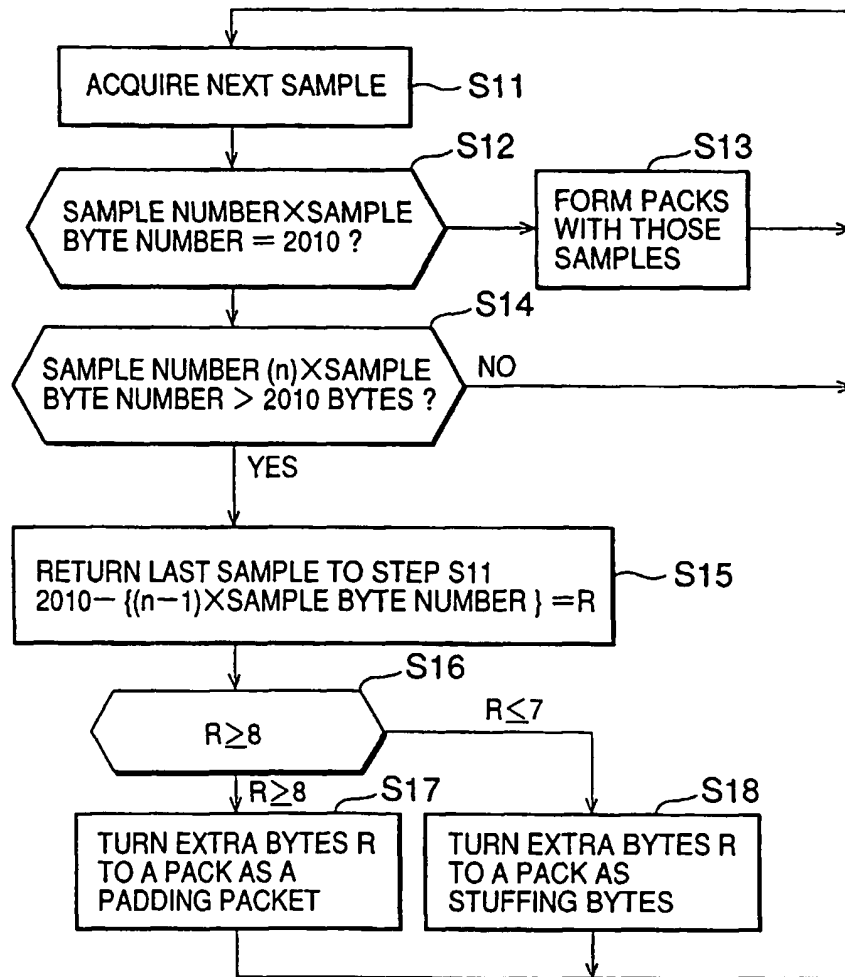 ACQUIRE NEXT SAMPLE
S11
S12
SAMPLE NUMBER×SAMPLE
BYTE NUMBER = 2010 ?
S13
FORM PACKS
WITH THOSE
SAMPLES
S14
SAMPLE NUMBER (n)×SAMPLE
BYTE NUMBER > 2010 BYTES ?
NO
YES
RETURN LAST SAMPLE TO STEP S11
2010− {(n−1)×SAMPLE BYTE NUMBER } =R
S15
S16
R≥8
R≤7
R≥8
S17
TURN EXTRA BYTES R
TO A PACK AS A
PADDING PACKET
S18
TURN EXTRA BYTES R
TO A PACK AS
STUFFING BYTES